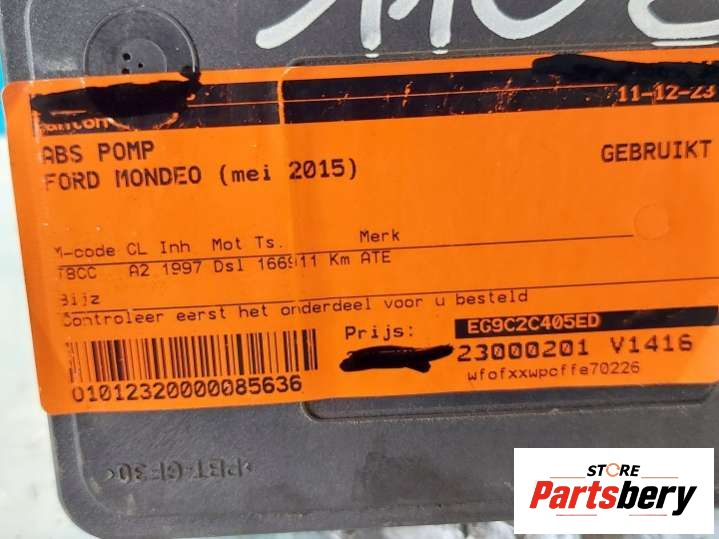 11-12-23
ABS POMP
GEBRUIKT
FORD MONDEO (mei 2015)
M-code CL Inh Mot Ts. Merk
T8CC A2 1997 Dsl 166911 Km ATE
Bijz
Controleer eerst het onderdeel voor u besteld
Prijs: EG9C2C405ED
23000201 V1416
wfofxxwpcffe70226
01012320000085636
>PBT-GF30<
STORE
Partsbery